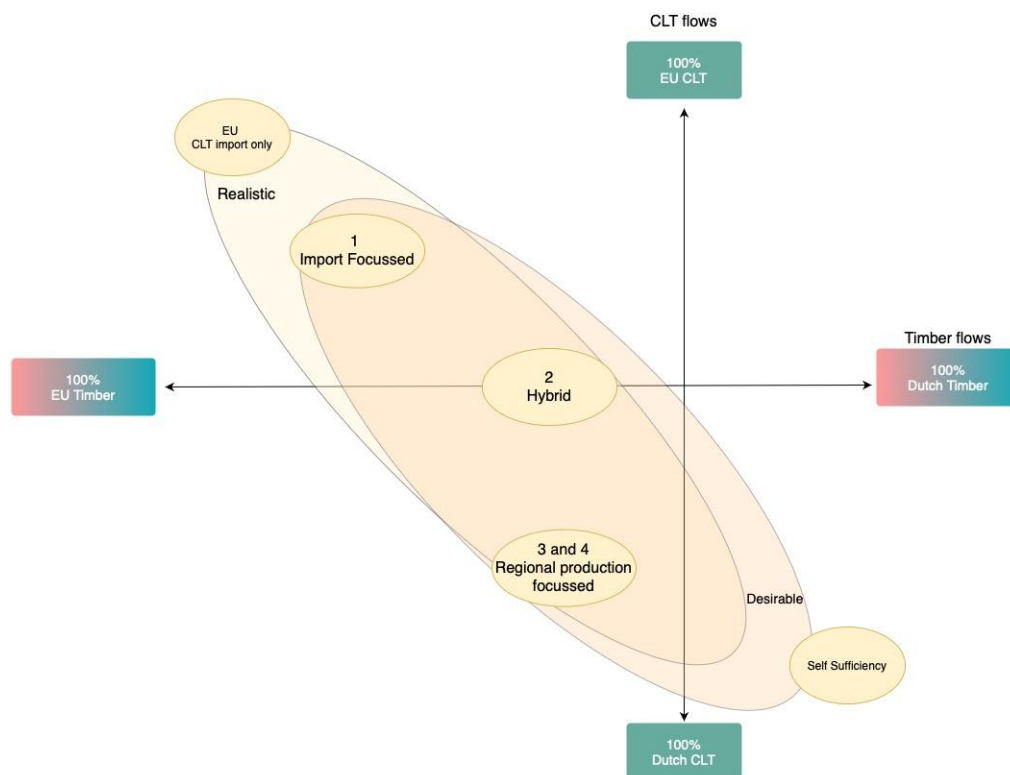 CLT flows
100%
EU CLT
EU
CLT import only
Realistic
1
Import Focussed
Timber flows
100%
EU Timber
2
Hybrid
100%
Dutch Timber
3 and 4
Regional production
focussed
Desirable
Self Sufficiency
100%
Dutch CLT